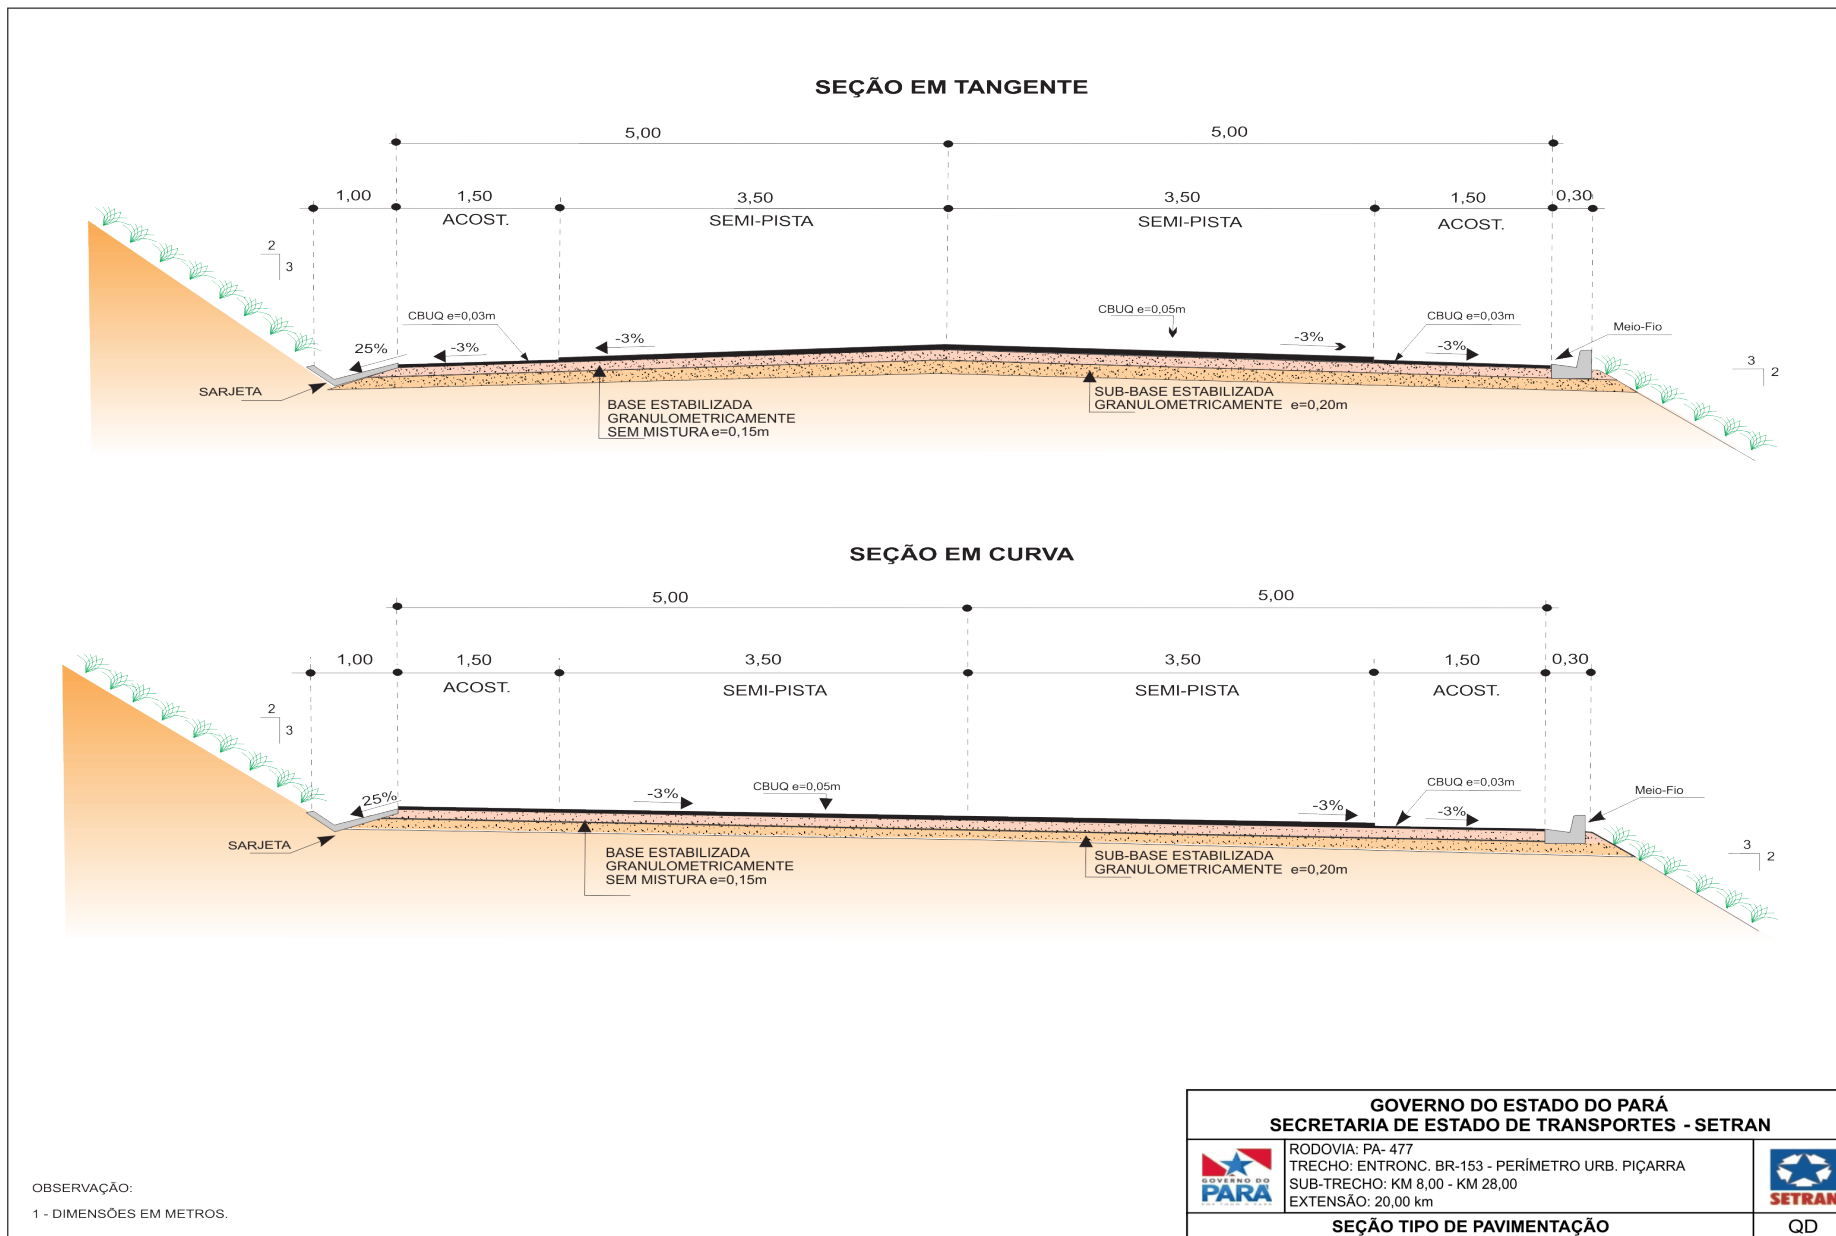 SEÇÃO EM TANGENTE
5,00 5,00
1,00 1,50 3,50 3,50 1,50 0,30
ACOST. SEMI-PISTA SEMI-PISTA ACOST.
2
3
CBUQ e=0,03m
CBUQ e=0,05m
CBUQ e=0,03m
Meio-Fio
25% -3% -3% -3% -3%
3
2
SARJETA
BASE ESTABILIZADA
GRANULOMETRICAMENTE
SEM MISTURA e=0,15m
SUB-BASE ESTABILIZADA
GRANULOMETRICAMENTE e=0,20m
SEÇÃO EM CURVA
5,00 5,00
1,00 1,50 3,50 3,50 1,50 0,30
ACOST. SEMI-PISTA SEMI-PISTA ACOST.
2
3
CBUQ e=0,05m
CBUQ e=0,03m
Meio-Fio
25% -3% -3% -3%
3
2
SARJETA
BASE ESTABILIZADA
GRANULOMETRICAMENTE
SEM MISTURA e=0,15m
SUB-BASE ESTABILIZADA
GRANULOMETRICAMENTE e=0,20m
OBSERVAÇÃO:
1 - DIMENSÕES EM METROS.
GOVERNO DO ESTADO DO PARÁ
SECRETARIA DE ESTADO DE TRANSPORTES - SETRAN
GOVERNO DO
PARÁ
RODOVIA: PA- 477
TRECHO: ENTRONC. BR-153 - PERÍMETRO URB. PIÇARRA
SUB-TRECHO: KM 8,00 - KM 28,00
EXTENSÃO: 20,00 km
SETRAN
SEÇÃO TIPO DE PAVIMENTAÇÃO
QD